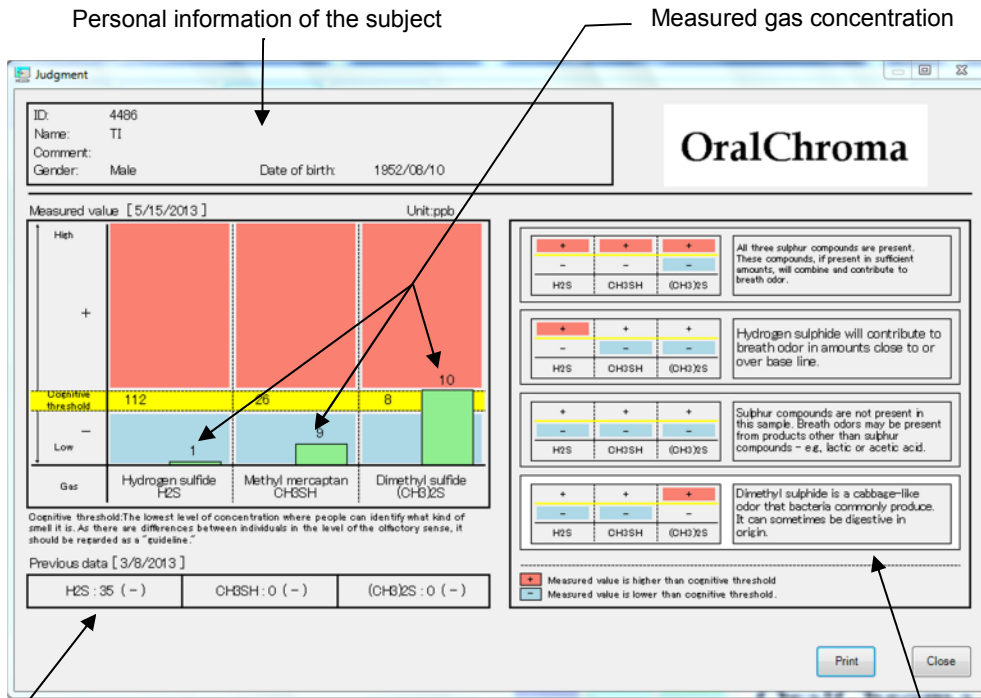 Personal information of the subject
Measured gas concentration
Judgment
ID: 4486
Name: TI
Comment:
Gender: Male Date of birth: 1952/08/10
OralChroma
Measured value [ 5/15/2013 ] Unit:ppb
High
+
Cognitive
threshold
112
26
8
10
9
1
−
Low
Gas
Hydrogen sulfide
H2S
Methyl mercaptan
CH3SH
Dimethyl sulfide
(CH3)2S
Cognitive threshold:The lowest level of concentration where people can identify what kind of
smell it is. As there are differences between individuals in the level of the olfactory sense, it
should be regarded as a "guideline."
Previous data [ 3/8/2013 ]
H2S : 35 ( − ) CH3SH : 0 ( − ) (CH3)2S : 0 ( − )
+ + +
− − −
H2S CH3SH (CH3)2S
All three sulphur compounds are present.
These compounds, if present in sufficient
amounts, will combine and contribute to
breath odor.
+ + +
− − −
H2S CH3SH (CH3)2S
Hydrogen sulphide will contribute to
breath odor in amounts close to or
over base line.
+ + +
− − −
H2S CH3SH (CH3)2S
Sulphur compounds are not present in
this sample. Breath odors may be present
from products other than sulphur
compounds - e.g, lactic or acetic acid.
+ + +
− − −
H2S CH3SH (CH3)2S
Dimethyl sulphide is a cabbage-like
odor that bacteria commonly produce.
It can sometimes be digestive in
origin.
+ Measured value is higher than cognitive threshold
− Measured value is lower than cognitive threshold.
Print
Close